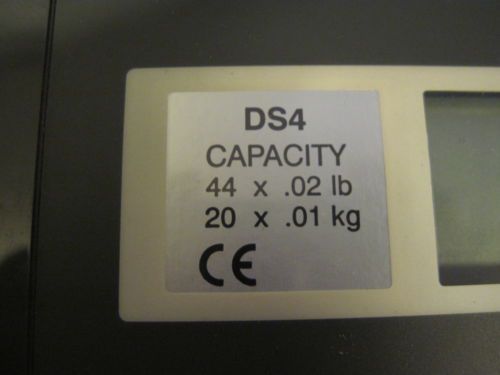 DS4
CAPACITY
44 x .02 lb
20 x .01 kg
CE